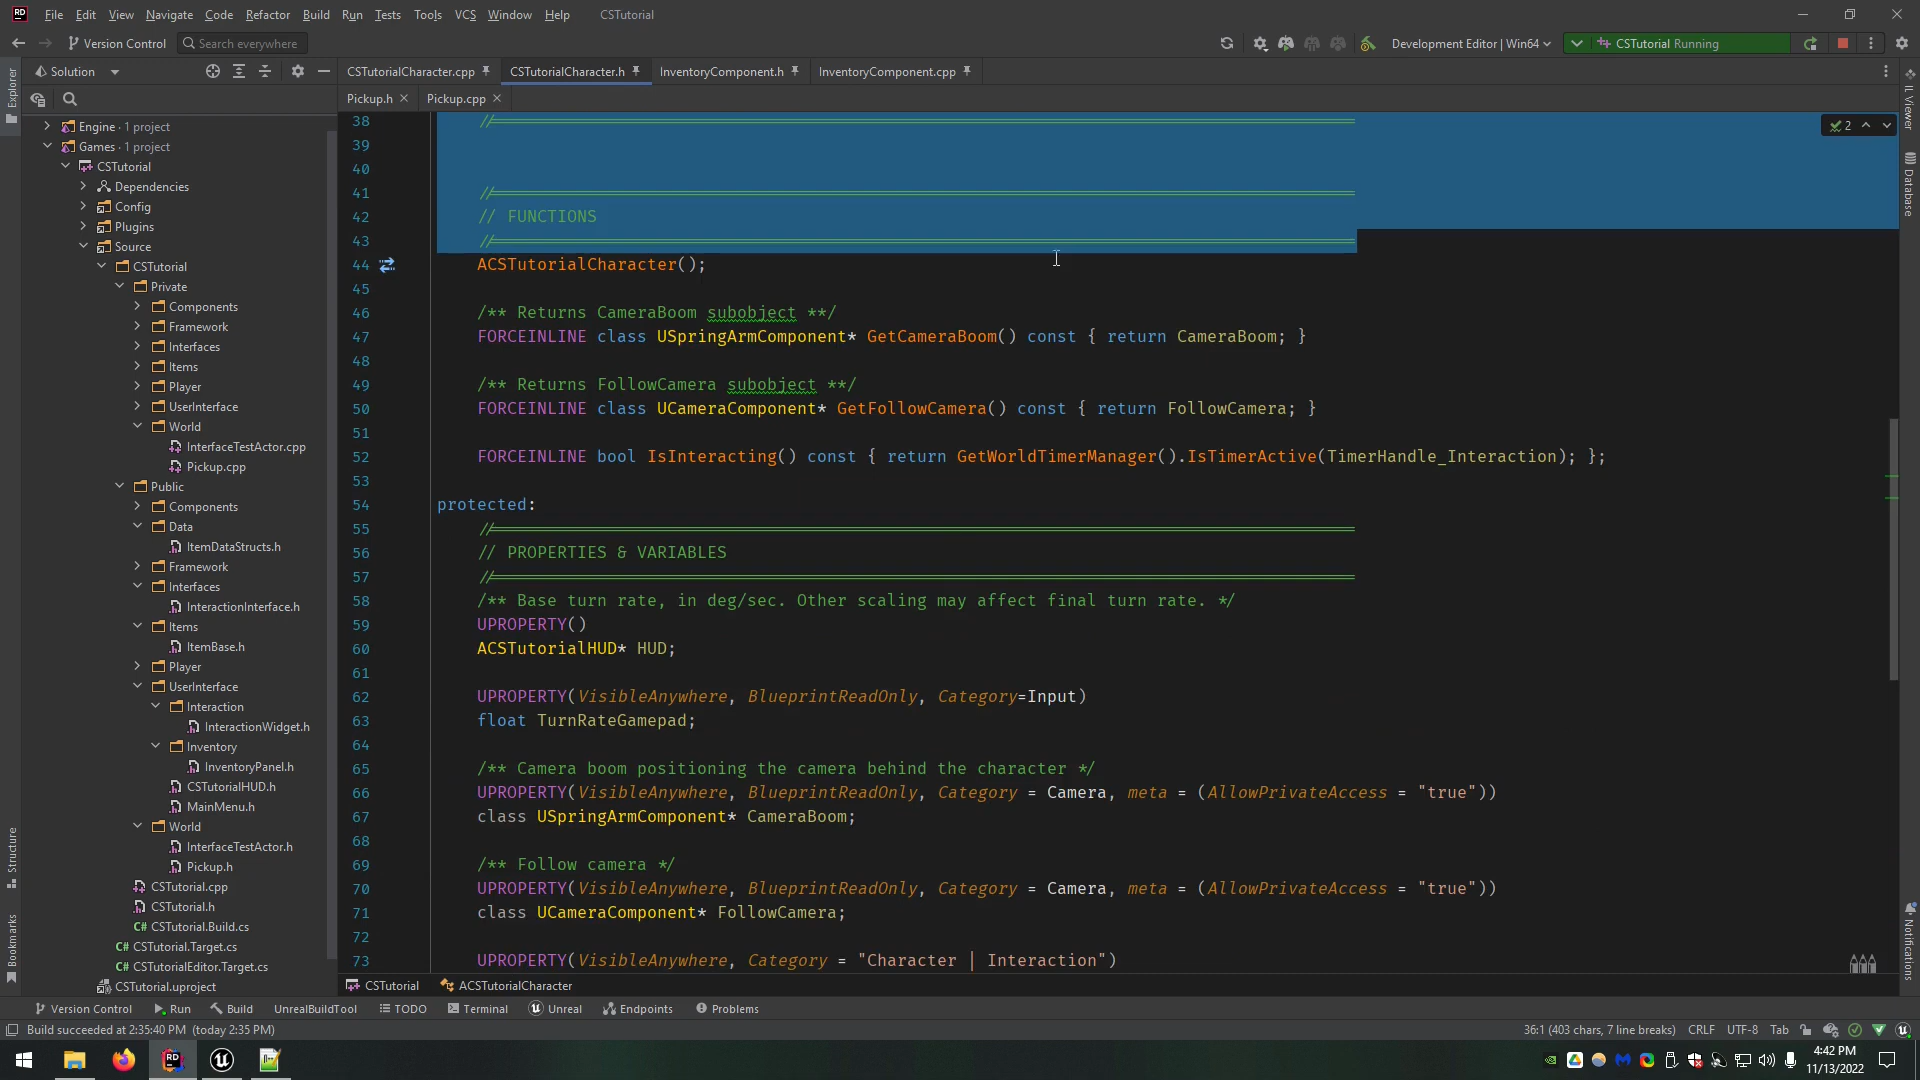 RD File Edit View Navigate Code Refactor Build Run Tests Tools VCS Window Help CSTutorial
Version Control Search everywhere Development Editor | Win64 CSTutorial Running
Solution CSTutorialCharacter.cpp CSTutorialCharacter.h InventoryComponent.h InventoryComponent.cpp
Pickup.h Pickup.cpp
Explorer
Structure
Bookmarks
Engine · 1 project
Games · 1 project
CSTutorial
Dependencies
Config
Plugins
Source
CSTutorial
Private
Components
Framework
Interfaces
Items
Player
UserInterface
World
InterfaceTestActor.cpp
Pickup.cpp
Public
Components
Data
ItemDataStructs.h
Framework
Interfaces
InteractionInterface.h
Items
ItemBase.h
Player
UserInterface
Interaction
InteractionWidget.h
Inventory
InventoryPanel.h
CSTutorialHUD.h
MainMenu.h
World
InterfaceTestActor.h
Pickup.h
CSTutorial.cpp
CSTutorial.h
C# CSTutorial.Build.cs
C# CSTutorial.Target.cs
C# CSTutorialEditor.Target.cs
CSTutorial.uproject
2
38 //====================================================================================
39
40
41 //====================================================================================
42 // FUNCTIONS
43 //====================================================================================
44 ACSTutorialCharacter();
45
46 /** Returns CameraBoom subobject **/
47 FORCEINLINE class USpringArmComponent* GetCameraBoom() const { return CameraBoom; }
48
49 /** Returns FollowCamera subobject **/
50 FORCEINLINE class UCameraComponent* GetFollowCamera() const { return FollowCamera; }
51
52 FORCEINLINE bool IsInteracting() const { return GetWorldTimerManager().IsTimerActive(TimerHandle_Interaction); };
53
54 protected:
55 //====================================================================================
56 // PROPERTIES & VARIABLES
57 //====================================================================================
58 /** Base turn rate, in deg/sec. Other scaling may affect final turn rate. */
59 UPROPERTY()
60 ACSTutorialHUD* HUD;
61
62 UPROPERTY(VisibleAnywhere, BlueprintReadOnly, Category=Input)
63 float TurnRateGamepad;
64
65 /** Camera boom positioning the camera behind the character */
66 UPROPERTY(VisibleAnywhere, BlueprintReadOnly, Category = Camera, meta = (AllowPrivateAccess = "true"))
67 class USpringArmComponent* CameraBoom;
68
69 /** Follow camera */
70 UPROPERTY(VisibleAnywhere, BlueprintReadOnly, Category = Camera, meta = (AllowPrivateAccess = "true"))
71 class UCameraComponent* FollowCamera;
72
73 UPROPERTY(VisibleAnywhere, Category = "Character | Interaction")
IL Viewer
Database
Notifications
CSTutorial ACSTutorialCharacter
Version Control Run Build UnrealBuildTool TODO Terminal Unreal Endpoints Problems
Build succeeded at 2:35:40 PM (today 2:35 PM) 36:1 (403 chars, 7 line breaks) CRLF UTF-8 Tab
RD
4:42 PM
11/13/2022